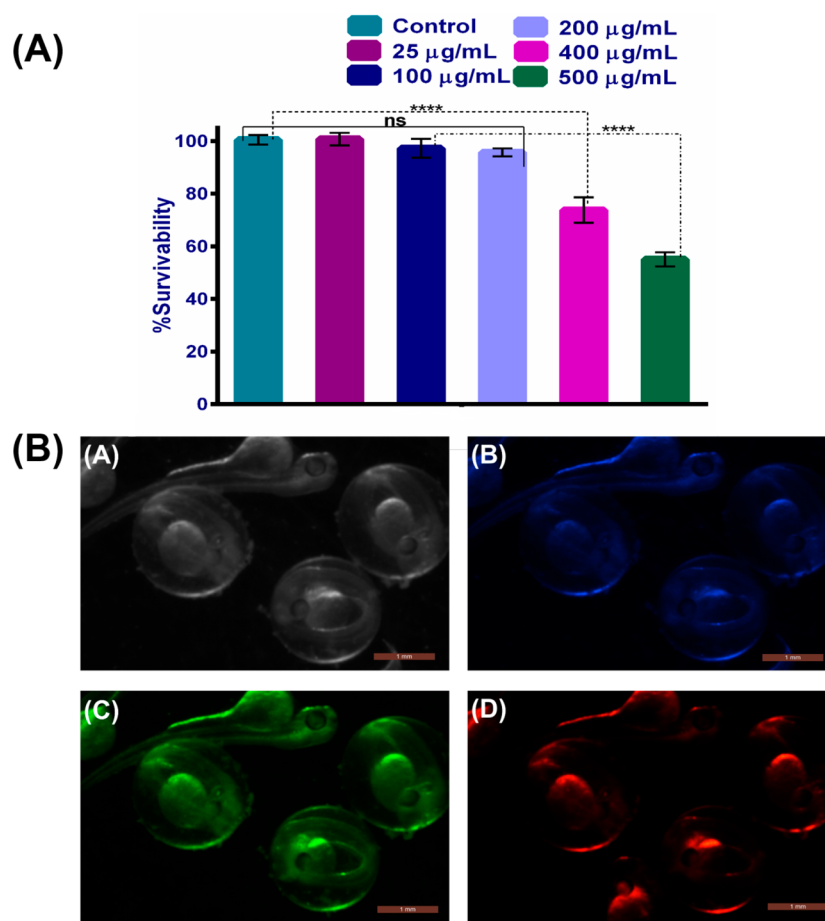 (A)
Control
200 µg/mL
25 µg/mL
400 µg/mL
100 µg/mL
500 µg/mL
****
ns
****
100
80
60
40
20
0
%Survivability
(B)
(A)
(B)
1 mm
1 mm
(C)
(D)
1 mm
1 mm